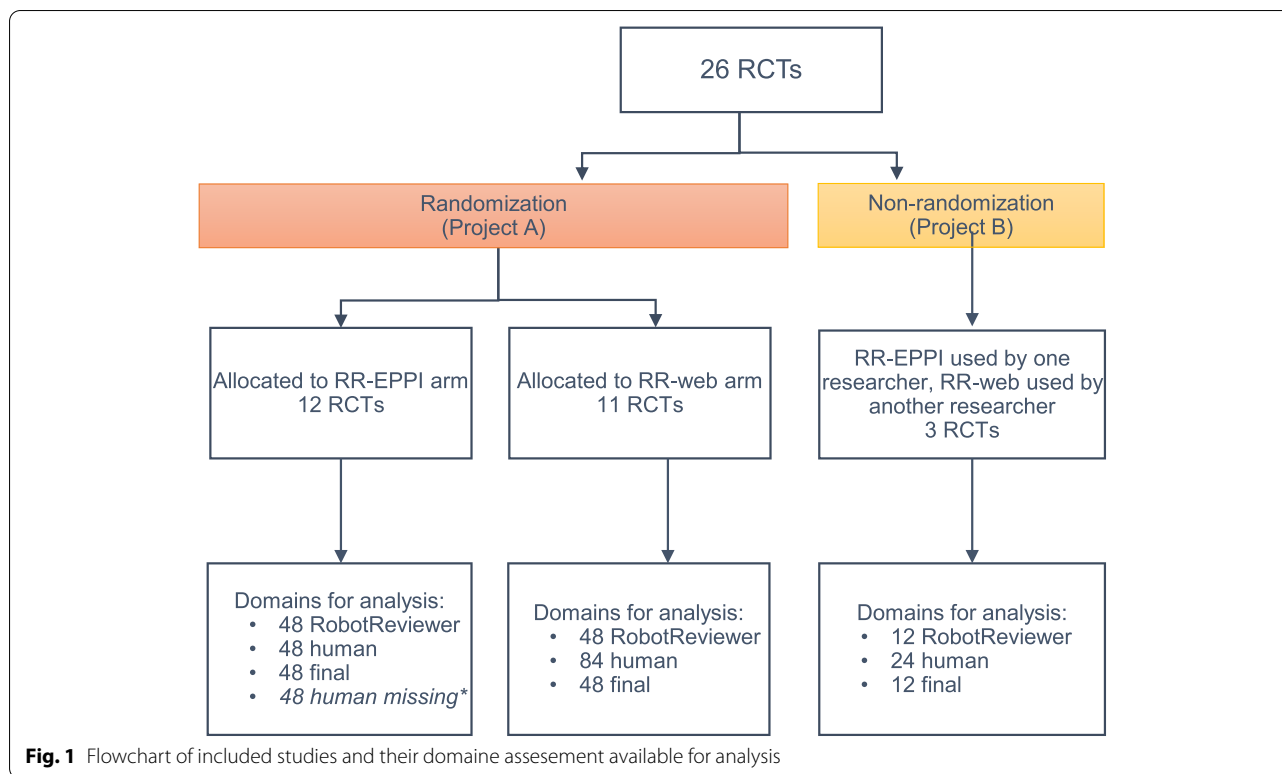 26 RCTs
Randomization
(Project A)
Non-randomization
(Project B)
Allocated to RR-EPPI arm
12 RCTs
Allocated to RR-web arm
11 RCTs
RR-EPPI used by one
researcher, RR-web used by
another researcher
3 RCTs
Domains for analysis:
• 48 RobotReviewer
• 48 human
• 48 final
• 48 human missing*
Domains for analysis:
• 48 RobotReviewer
• 84 human
• 48 final
Domains for analysis:
• 12 RobotReviewer
• 24 human
• 12 final
Fig. 1 Flowchart of included studies and their domaine assesement available for analysis